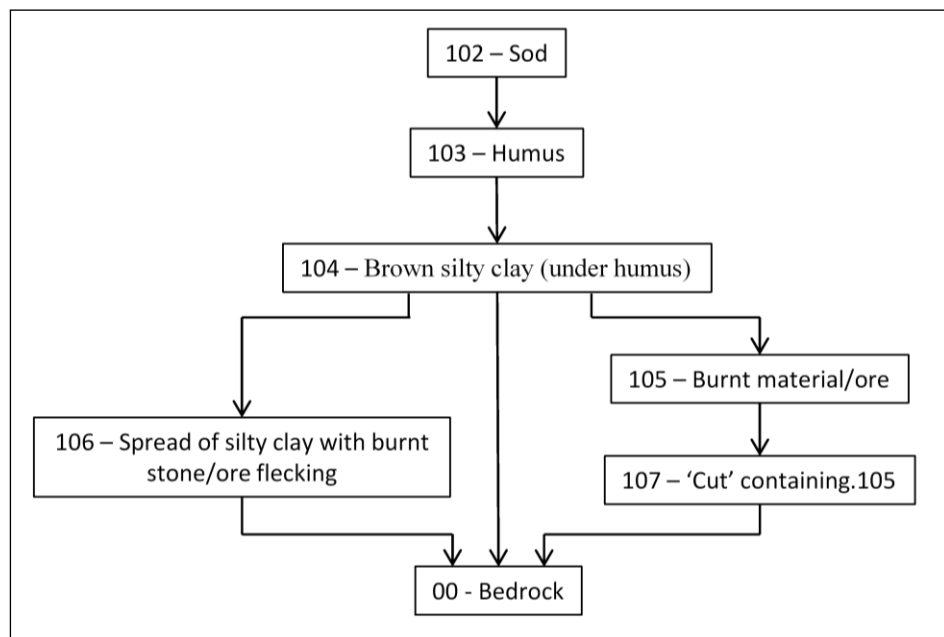 102 – Sod
103 – Humus
104 – Brown silty clay (under humus)
105 – Burnt material/ore
106 – Spread of silty clay with burnt
stone/ore flecking
107 – ‘Cut’ containing.105
00 - Bedrock